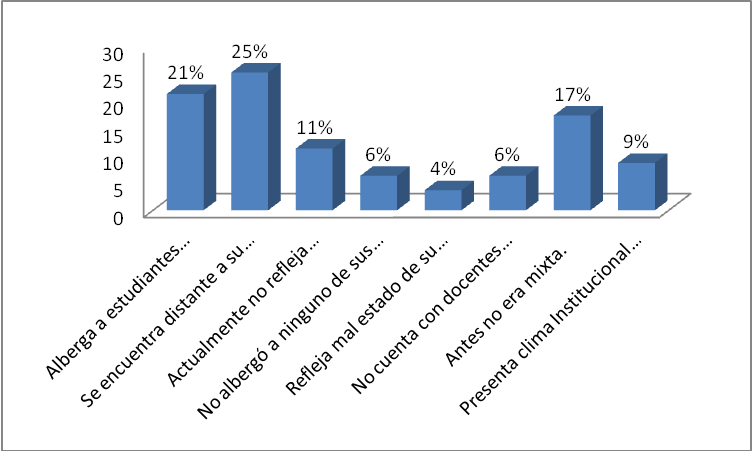 30
25
20
15
10
5
0
21%
25%
11%
6%
4%
6%
17%
9%
Alberga a estudiantes...
Se encuentra distante a su...
Actualmente no refleja...
No albergó a ninguno de sus...
Refleja mal estado de su...
No cuenta con docentes...
Antes no era mixta.
Presenta clima Institucional...